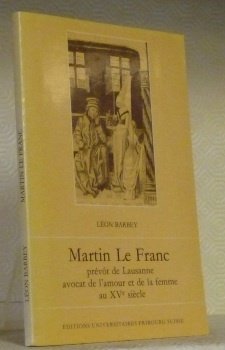 LÉON BARBEY
Martin Le Franc
prévôt de Lausanne
avocat de l'amour et de la femme
au XVe siècle
EDITIONS UNIVERSITAIRES FRIBOURG SUISSE
LÉON BARBEY
MARTIN LE FRANC